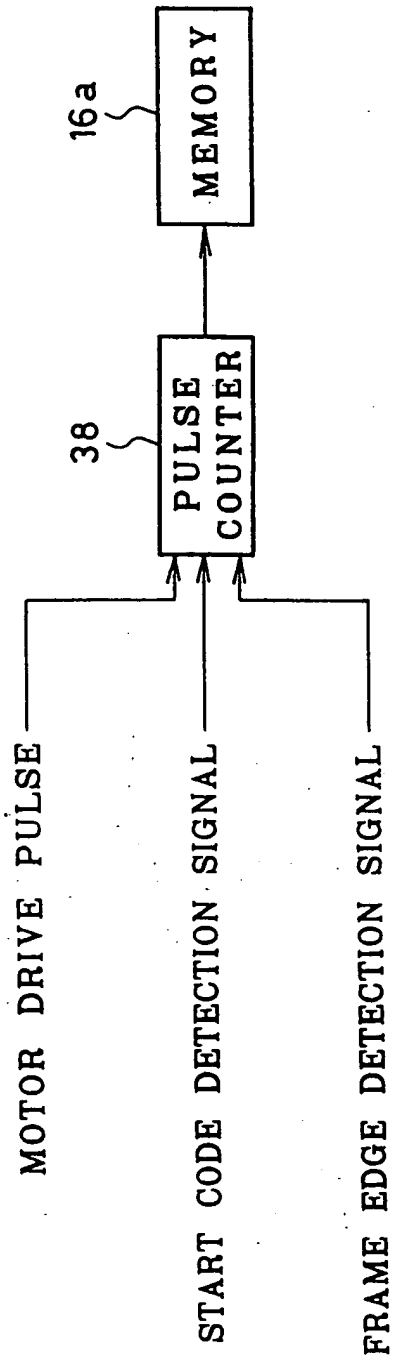 MOTOR DRIVE PULSE
START CODE DETECTION SIGNAL
FRAME EDGE DETECTION SIGNAL
38
PULSE
COUNTER
16a
MEMORY